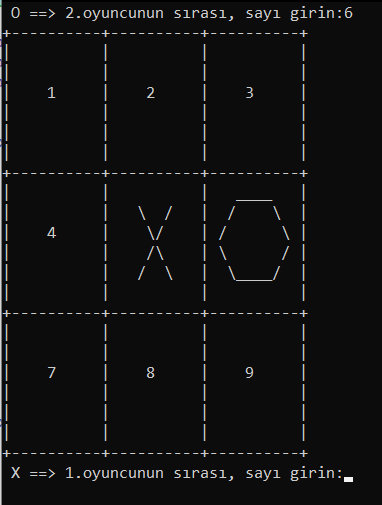 O ==> 2.oyuncunun sırası, sayı girin:6
1 2 3
4 X O
7 8 9
X ==> 1.oyuncunun sırası, sayı girin: